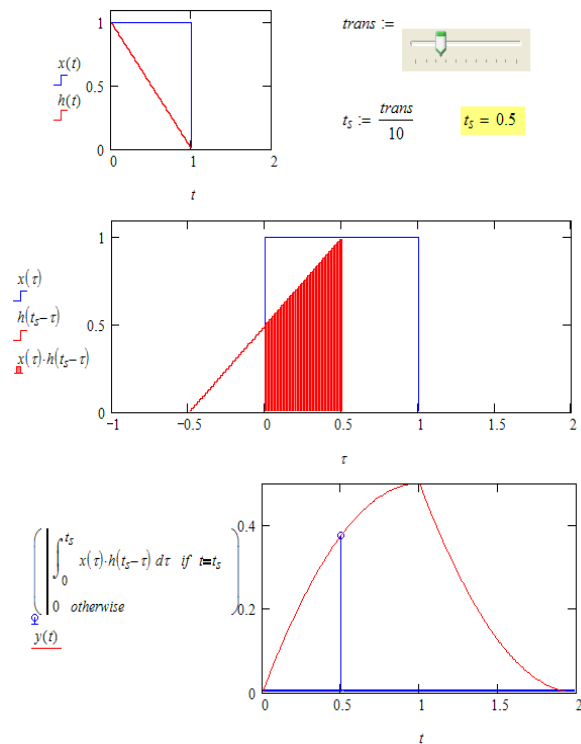 1
0.5
0
0 1 2
x(t)
h(t)
t
trans :=
t_s := trans/10
t_s = 0.5
1
0.5
0
−1 −0.5 0 0.5 1 1.5 2
x(τ)
h(t_s−τ)
x(τ)·h(t_s−τ)
τ
∫_0^{t_s} x(τ)·h(t_s−τ) dτ if t=t_s
0 otherwise
y(t)
0.4
0.2
0
0 0.5 1 1.5 2
t